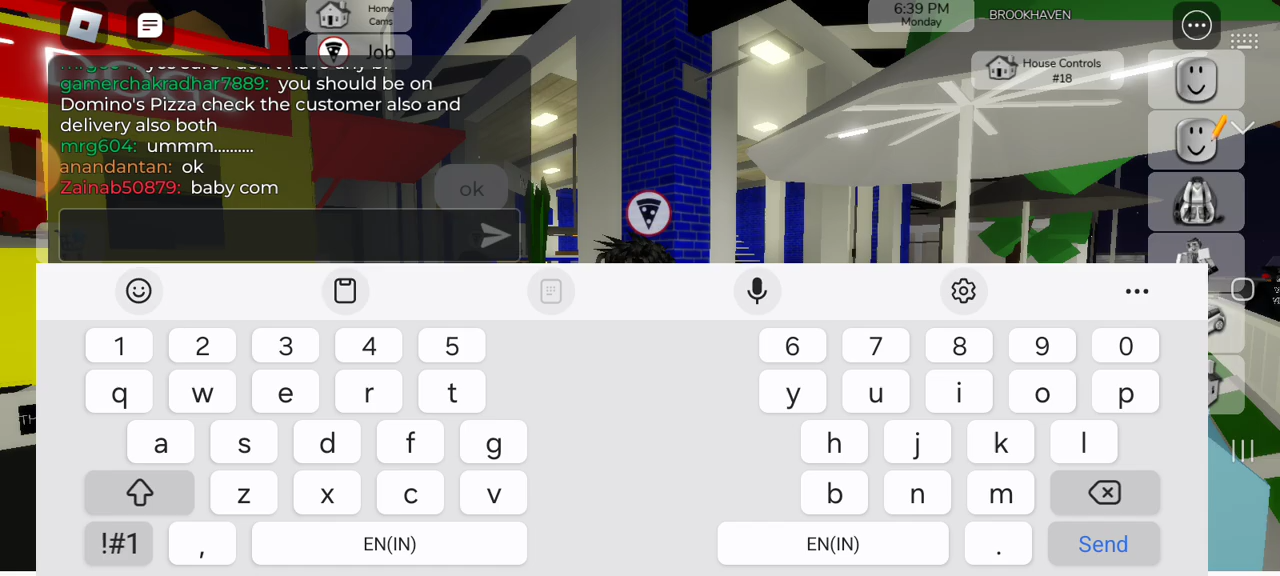 Home
Cams
Job
6:39 PM
Monday
BROOKHAVEN
House Controls
#18
gamerchakradhar7889: you should be on
Domino's Pizza check the customer also and
delivery also both
mrg604: ummm..........
anandantan: ok
Zainab50879: baby com
ok
1 2 3 4 5 6 7 8 9 0
q w e r t y u i o p
a s d f g h j k l
z x c v b n m
!#1 , EN(IN) EN(IN) . Send